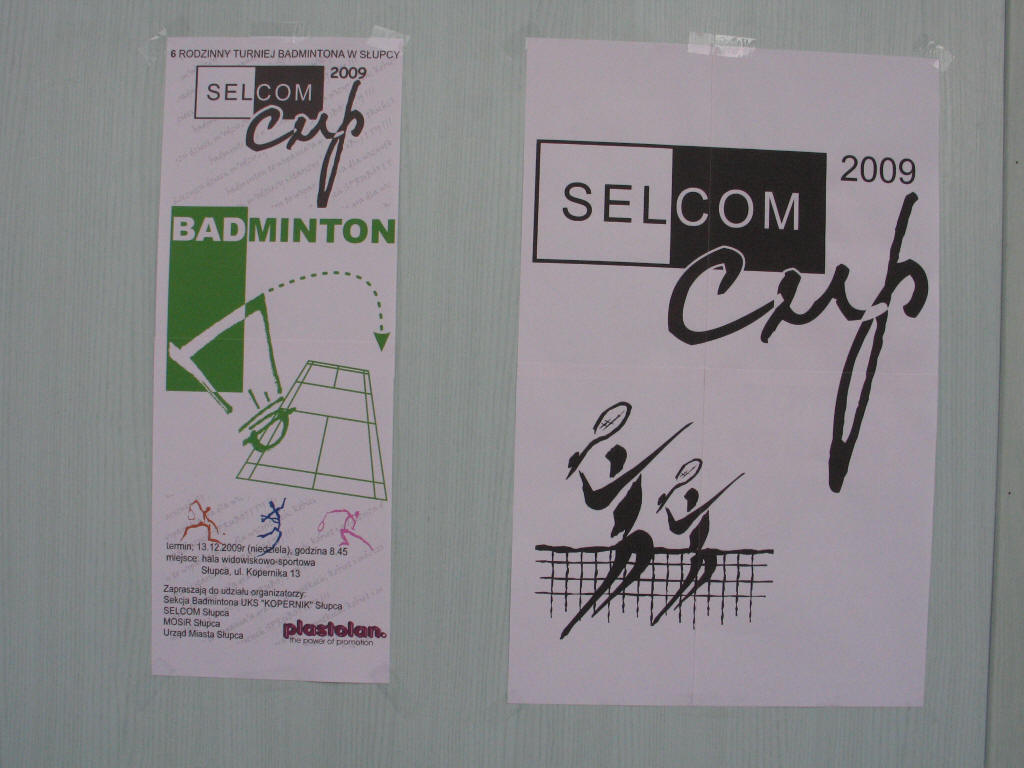 6 RODZINNY TURNIEJ BADMINTONA W SŁUPCY
2009
SELCOM
cup
BADMINTON
termin: 13.12.2009r (niedziela), godzina 8.45
miejsce: hala widowiskowo-sportowa
Słupca, ul. Kopernika 13
Zapraszają do udziału organizatorzy:
Sekcja Badmintona UKS "KOPERNIK" Słupca
SELCOM Słupca
MOSiR Słupca
Urząd Miasta Słupca
plastolan.
the power of promotion
2009
SELCOM
cup